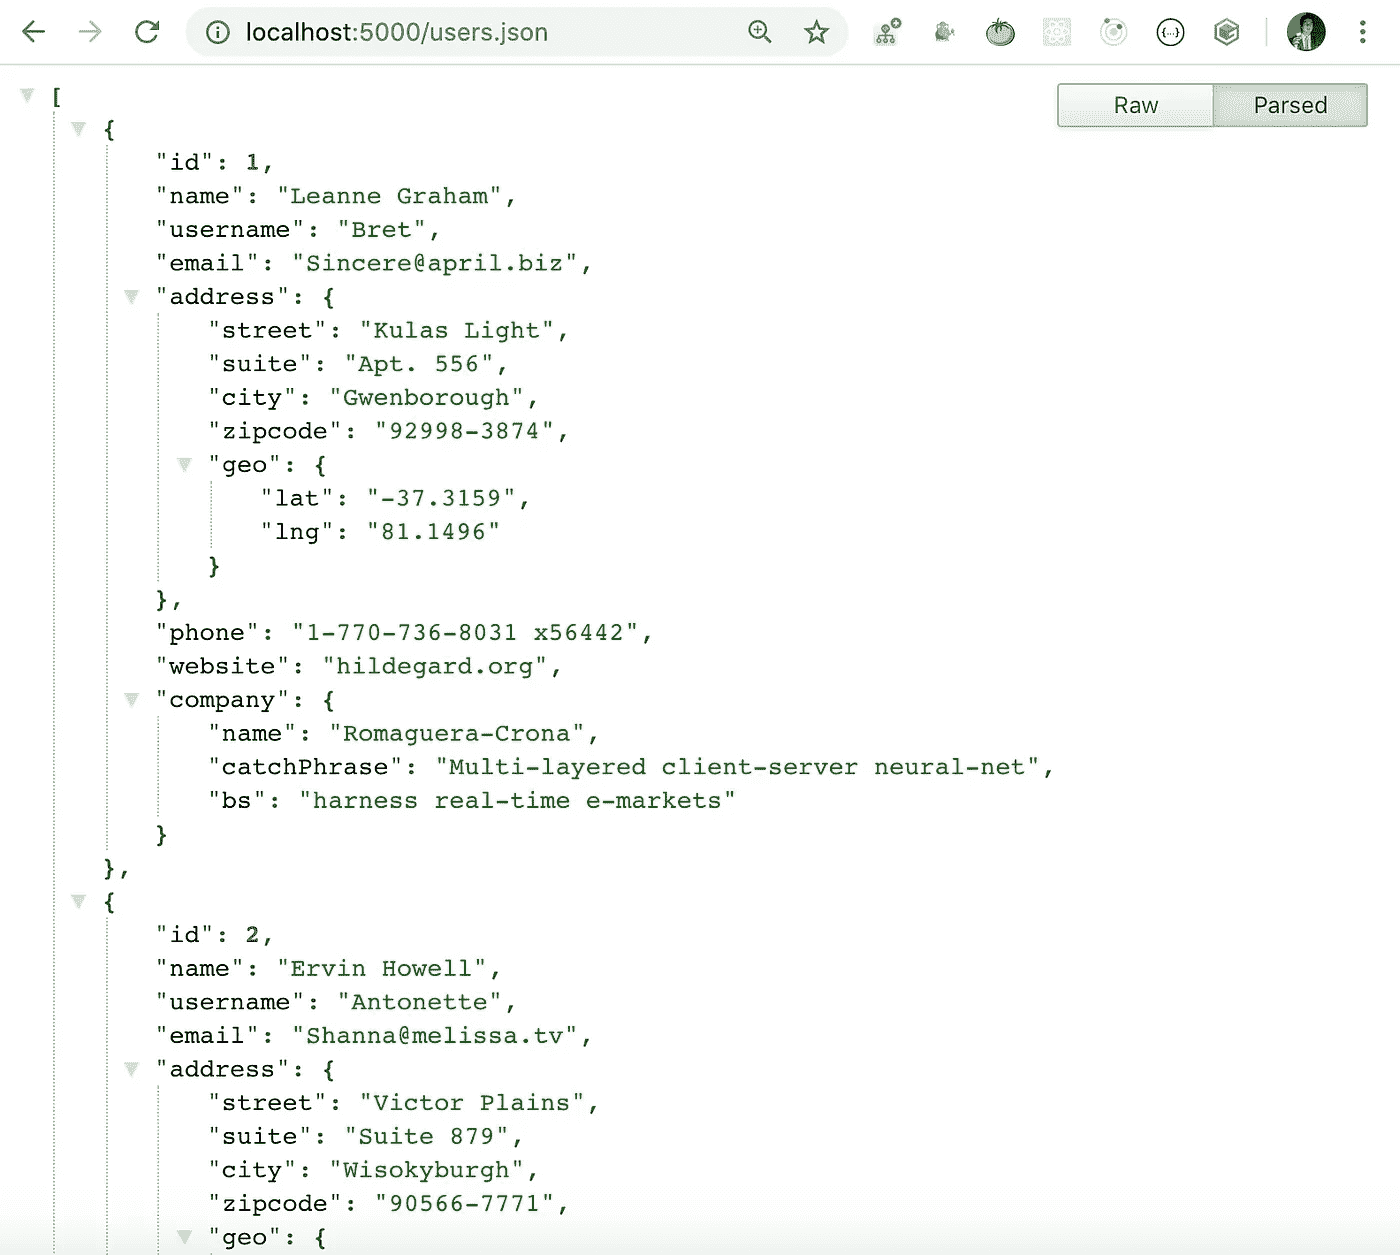 localhost:5000/users.json
Raw Parsed
[
{
"id": 1,
"name": "Leanne Graham",
"username": "Bret",
"email": "Sincere@april.biz",
"address": {
"street": "Kulas Light",
"suite": "Apt. 556",
"city": "Gwenborough",
"zipcode": "92998-3874",
"geo": {
"lat": "-37.3159",
"lng": "81.1496"
}
},
"phone": "1-770-736-8031 x56442",
"website": "hildegard.org",
"company": {
"name": "Romaguera-Crona",
"catchPhrase": "Multi-layered client-server neural-net",
"bs": "harness real-time e-markets"
}
},
{
"id": 2,
"name": "Ervin Howell",
"username": "Antonette",
"email": "Shanna@melissa.tv",
"address": {
"street": "Victor Plains",
"suite": "Suite 879",
"city": "Wisokyburgh",
"zipcode": "90566-7771",
"geo": {